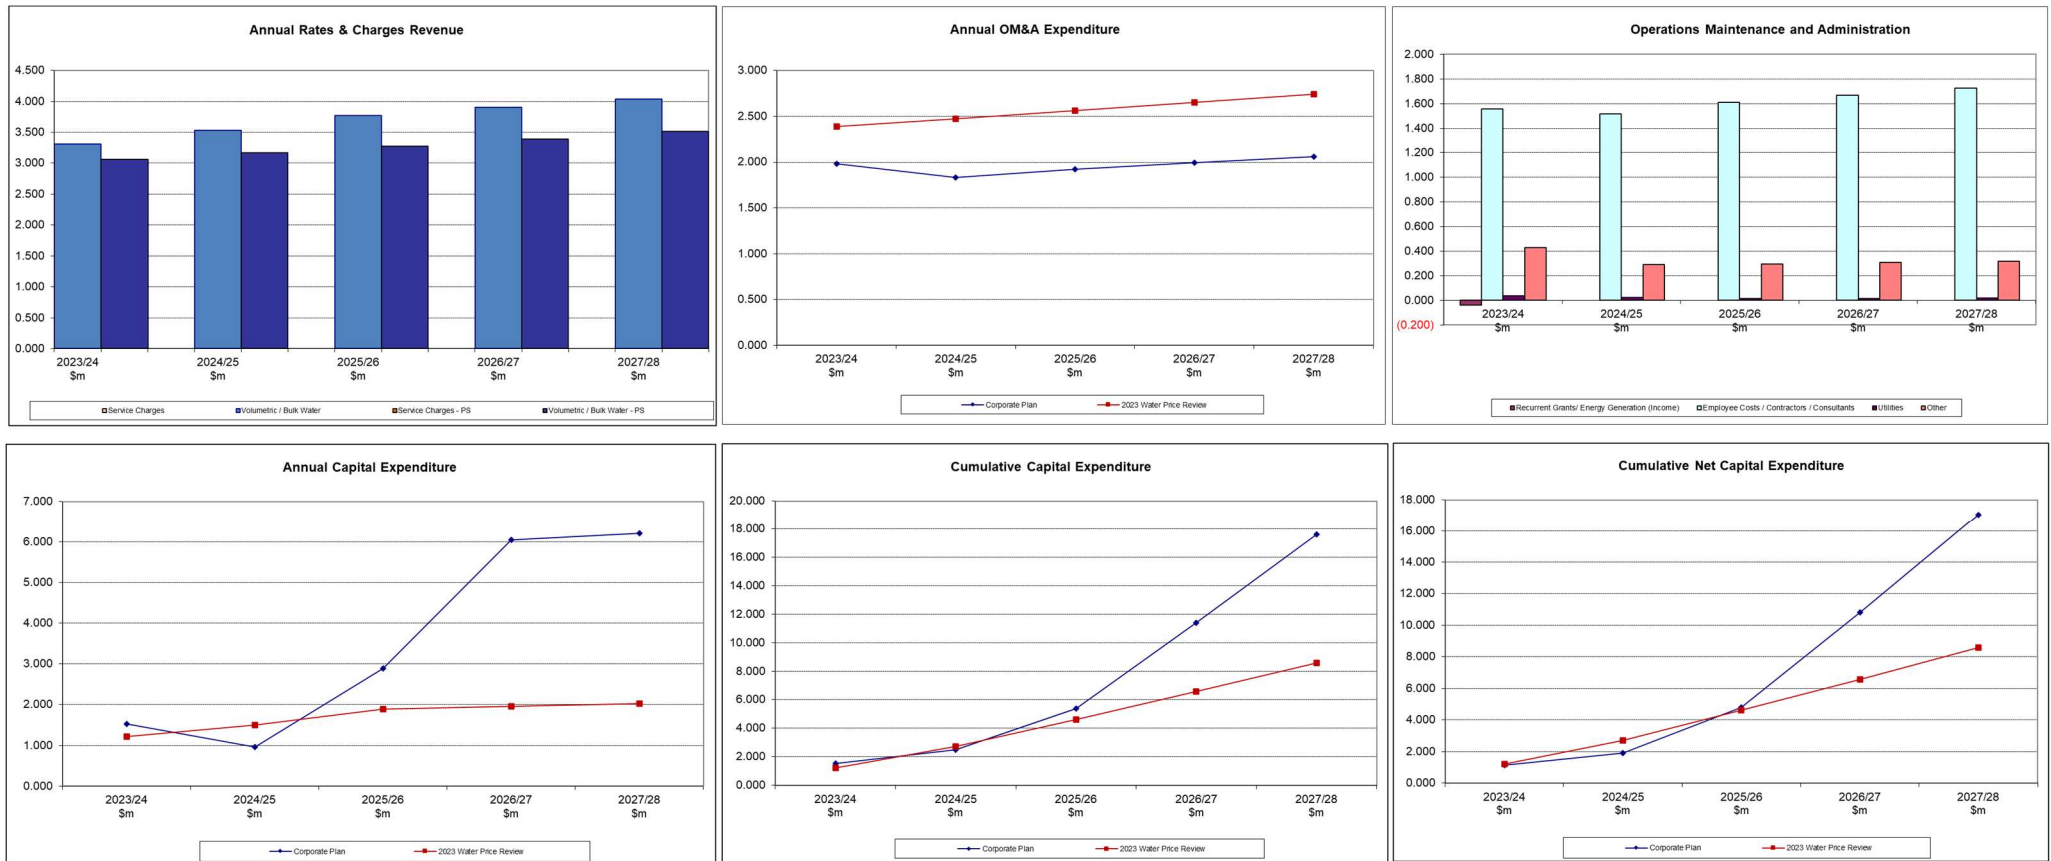 Annual Rates & Charges Revenue
4.500
4.000
3.500
3.000
2.500
2.000
1.500
1.000
0.500
0.000
2023/24 2024/25 2025/26 2026/27 2027/28
$m $m $m $m $m
Service Charges Volumetric / Bulk Water Service Charges - PS Volumetric / Bulk Water - PS
Annual OM&A Expenditure
3.000
2.500
2.000
1.500
1.000
0.500
0.000
2023/24 2024/25 2025/26 2026/27 2027/28
$m $m $m $m $m
Corporate Plan 2023 Water Price Review
Operations Maintenance and Administration
2.000
1.800
1.600
1.400
1.200
1.000
0.800
0.600
0.400
0.200
0.000
(0.200)
2023/24 2024/25 2025/26 2026/27 2027/28
$m $m $m $m $m
Recurrent Grants/ Energy Generation (Income) Employee Costs / Contractors / Consultants Utilities Other
Annual Capital Expenditure
7.000
6.000
5.000
4.000
3.000
2.000
1.000
0.000
2023/24 2024/25 2025/26 2026/27 2027/28
$m $m $m $m $m
Corporate Plan 2023 Water Price Review
Cumulative Capital Expenditure
20.000
18.000
16.000
14.000
12.000
10.000
8.000
6.000
4.000
2.000
0.000
2023/24 2024/25 2025/26 2026/27 2027/28
$m $m $m $m $m
Corporate Plan 2023 Water Price Review
Cumulative Net Capital Expenditure
18.000
16.000
14.000
12.000
10.000
8.000
6.000
4.000
2.000
0.000
2023/24 2024/25 2025/26 2026/27 2027/28
$m $m $m $m $m
Corporate Plan 2023 Water Price Review